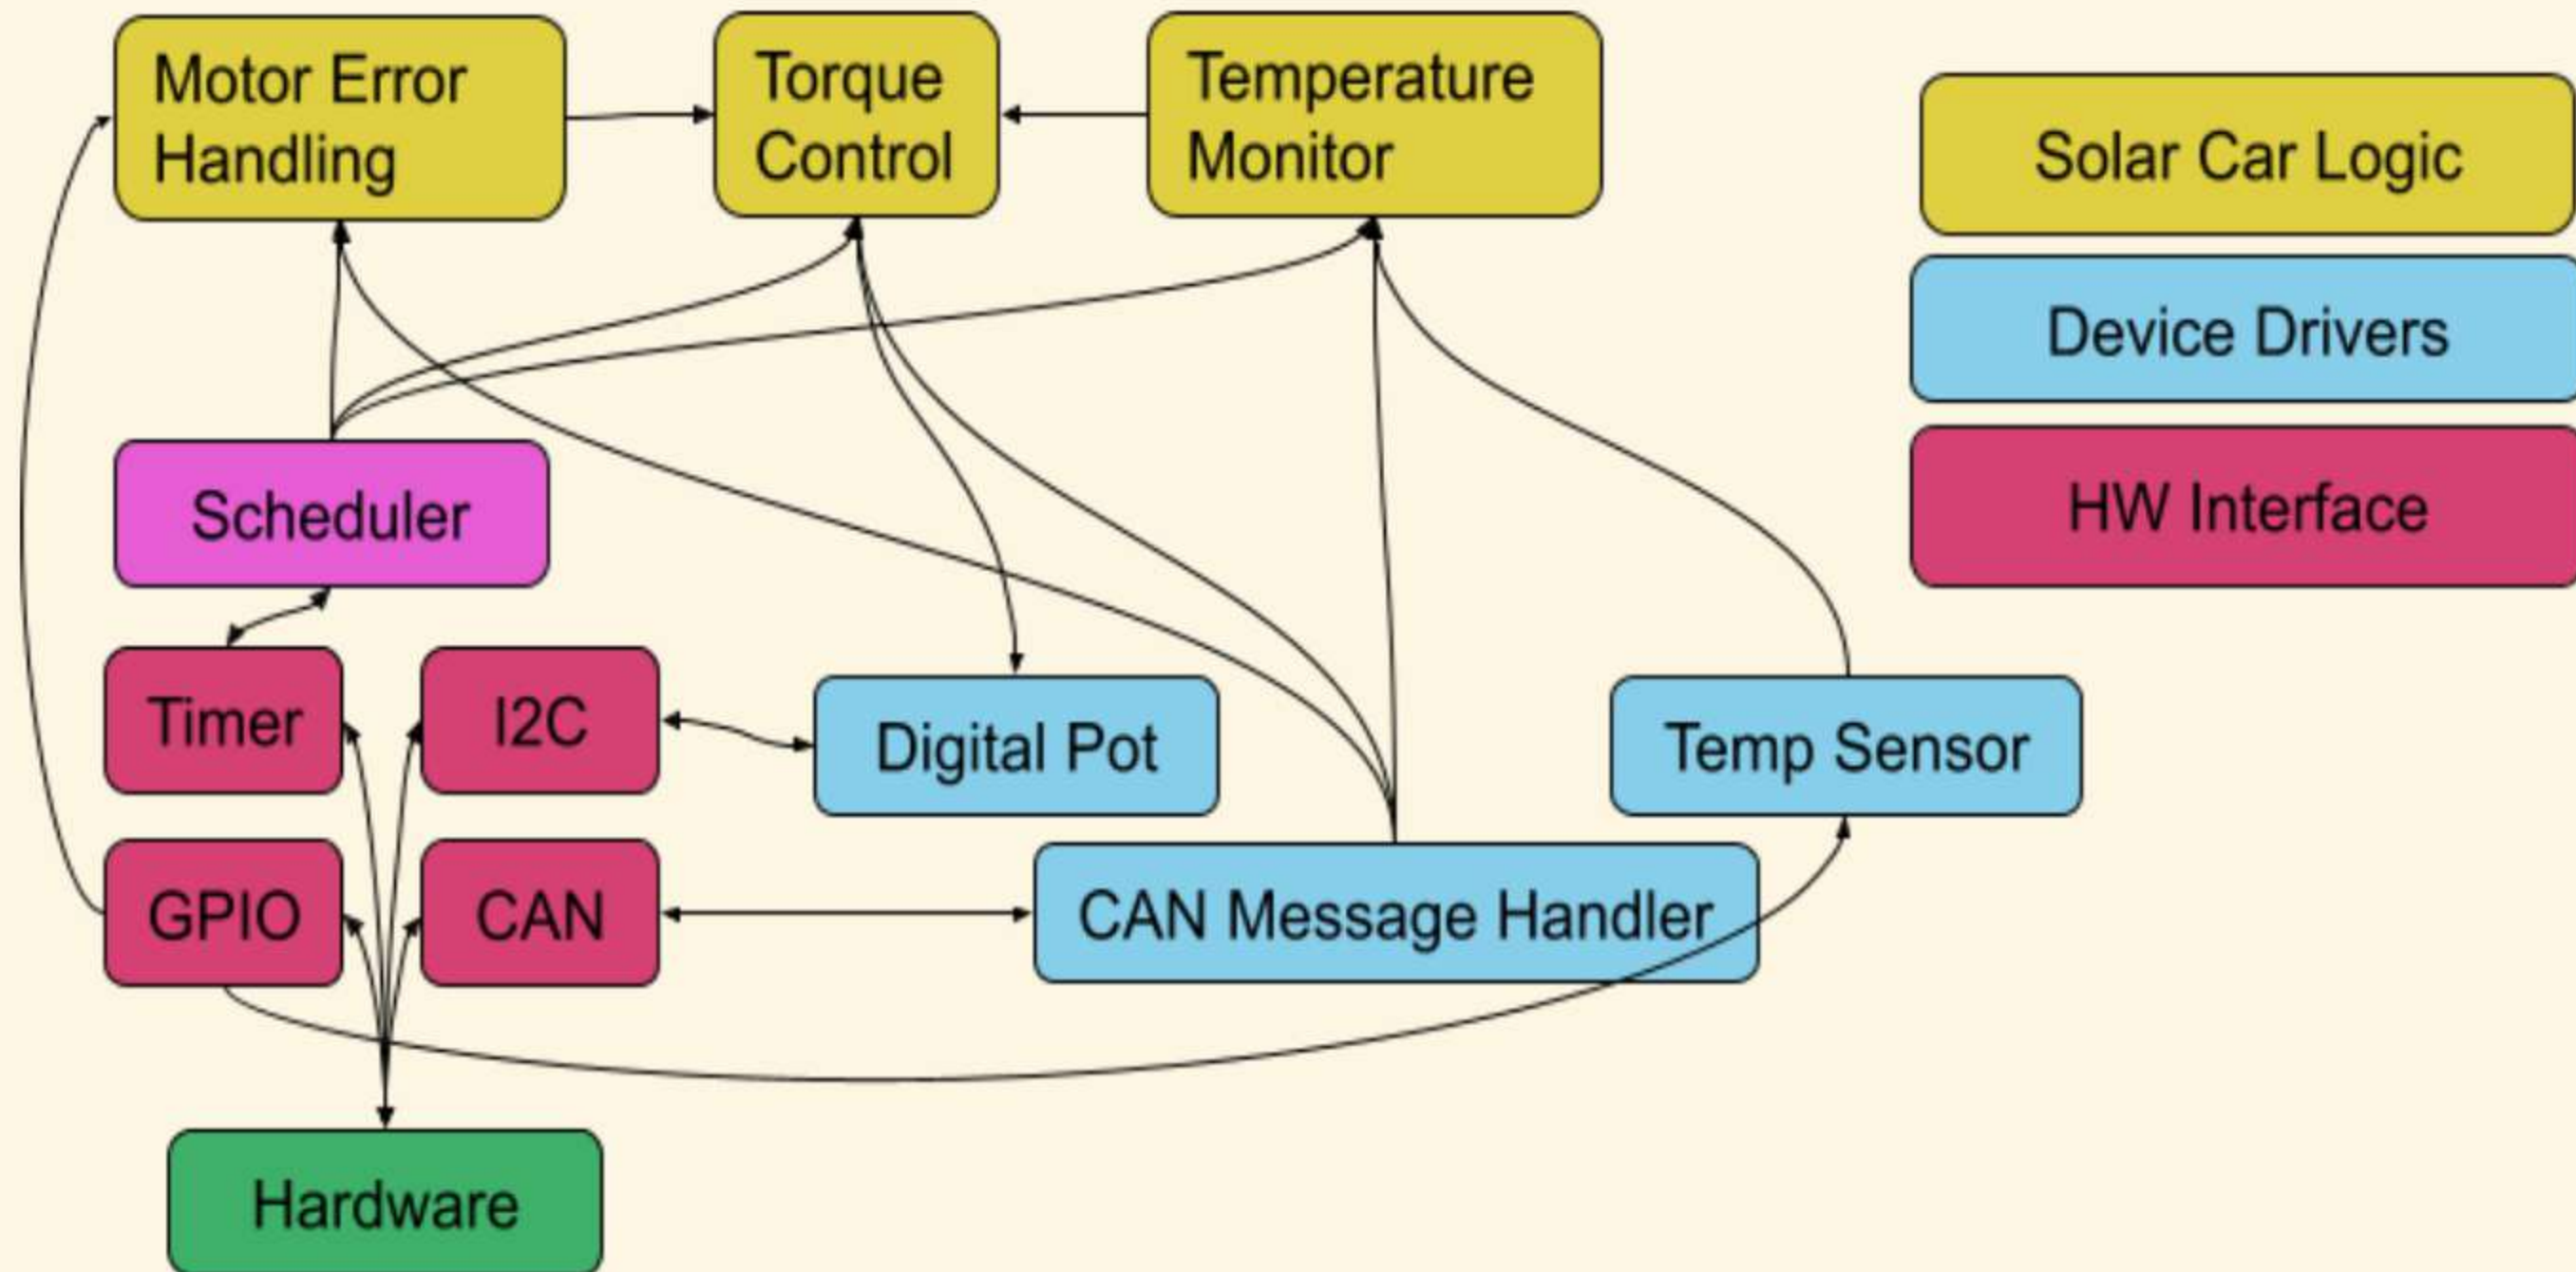 Motor Error
Handling
Torque
Control
Temperature
Monitor
Solar Car Logic
Device Drivers
HW Interface
Scheduler
Timer
I2C
Digital Pot
Temp Sensor
GPIO
CAN
CAN Message Handler
Hardware